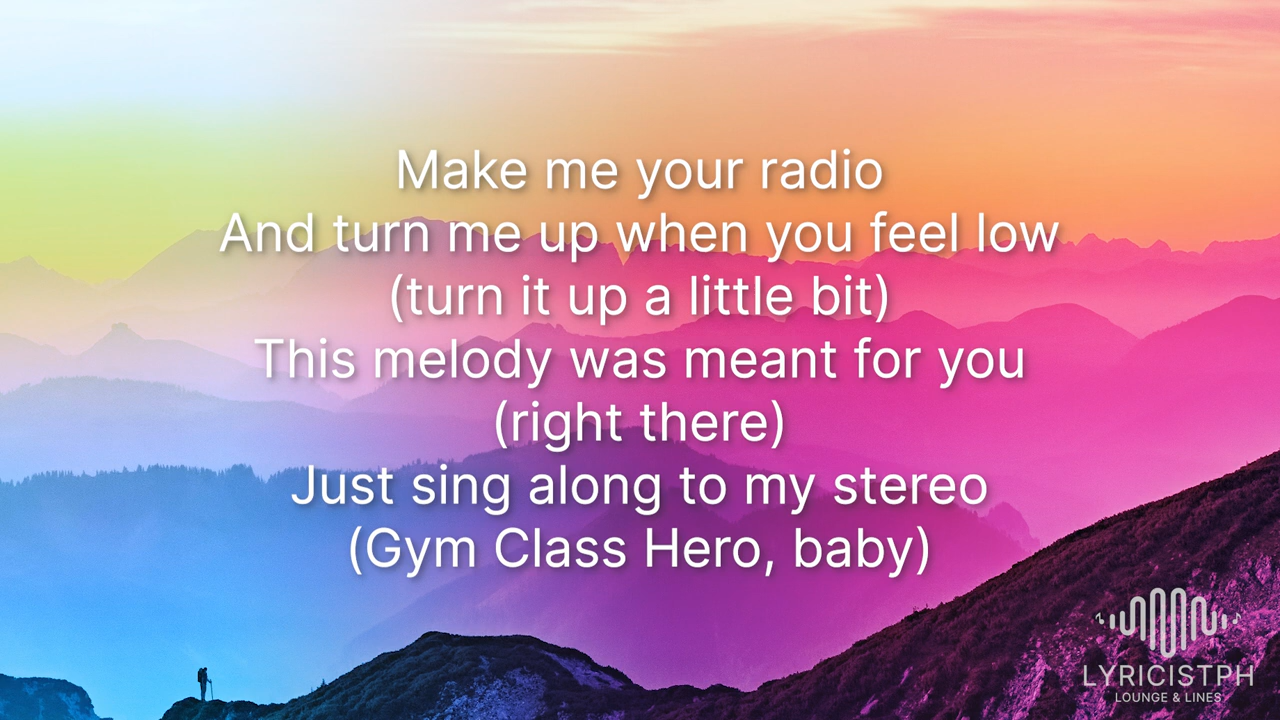 Make me your radio
And turn me up when you feel low
(turn it up a little bit)
This melody was meant for you
(right there)
Just sing along to my stereo
(Gym Class Hero, baby)
LYRICISTPH
LOUNGE & LINES